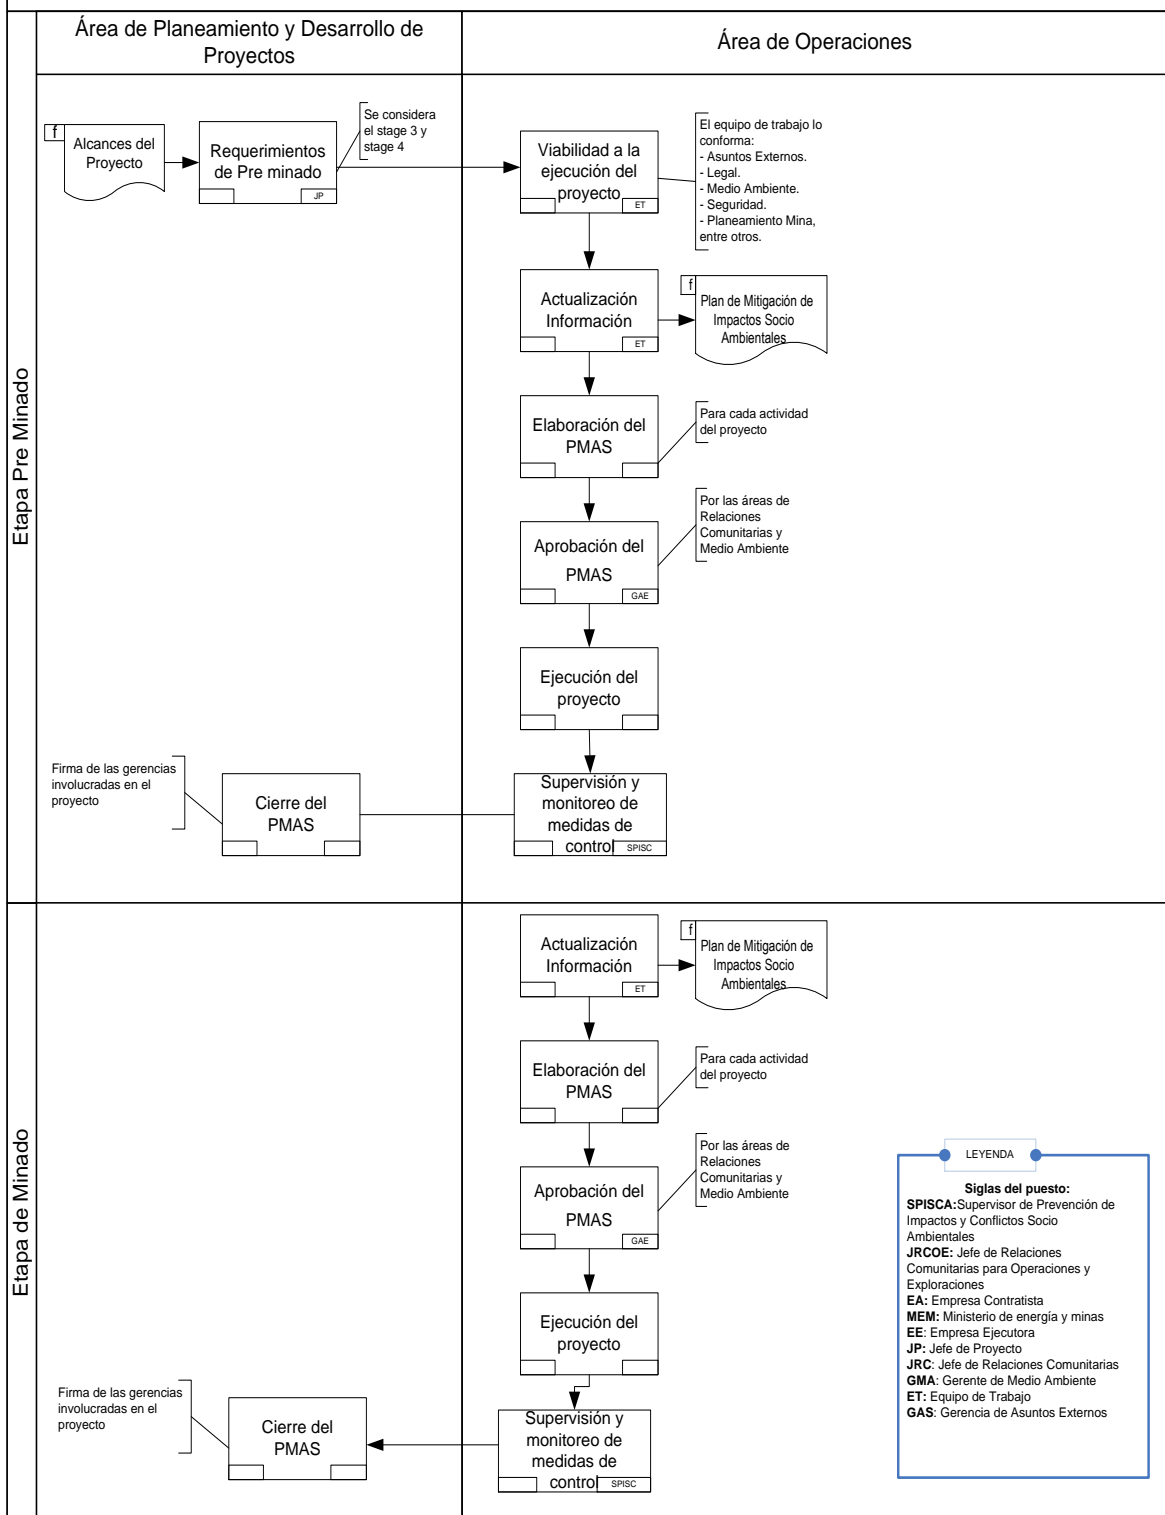 Área de Planeamiento y Desarrollo de
Proyectos
Área de Operaciones
Etapa Pre Minado
f
Alcances del
Proyecto
Requerimientos
de Pre minado
JP
Se considera
el stage 3 y
stage 4
Viabilidad a la
ejecución del
proyecto
ET
El equipo de trabajo lo
conforma:
- Asuntos Externos.
- Legal.
- Medio Ambiente.
- Seguridad.
- Planeamiento Mina,
entre otros.
Actualización
Información
ET
f
Plan de Mitigación de
Impactos Socio
Ambientales
Elaboración del
PMAS
Para cada actividad
del proyecto
Aprobación del
PMAS
GAE
Por las áreas de
Relaciones
Comunitarias y
Medio Ambiente
Ejecución del
proyecto
Supervisión y
monitoreo de
medidas de
control
SPISC
Cierre del
PMAS
Firma de las gerencias
involucradas en el
proyecto
Etapa de Minado
Actualización
Información
ET
f
Plan de Mitigación de
Impactos Socio
Ambientales
Elaboración del
PMAS
Para cada actividad
del proyecto
Aprobación del
PMAS
GAE
Por las áreas de
Relaciones
Comunitarias y
Medio Ambiente
Ejecución del
proyecto
Supervisión y
monitoreo de
medidas de
control
SPISC
Cierre del
PMAS
Firma de las gerencias
involucradas en el
proyecto
LEYENDA
Siglas del puesto:
SPISCA:Supervisor de Prevención de
Impactos y Conflictos Socio
Ambientales
JRCOE: Jefe de Relaciones
Comunitarias para Operaciones y
Exploraciones
EA: Empresa Contratista
MEM: Ministerio de energía y minas
EE: Empresa Ejecutora
JP: Jefe de Proyecto
JRC: Jefe de Relaciones Comunitarias
GMA: Gerente de Medio Ambiente
ET: Equipo de Trabajo
GAS: Gerencia de Asuntos Externos